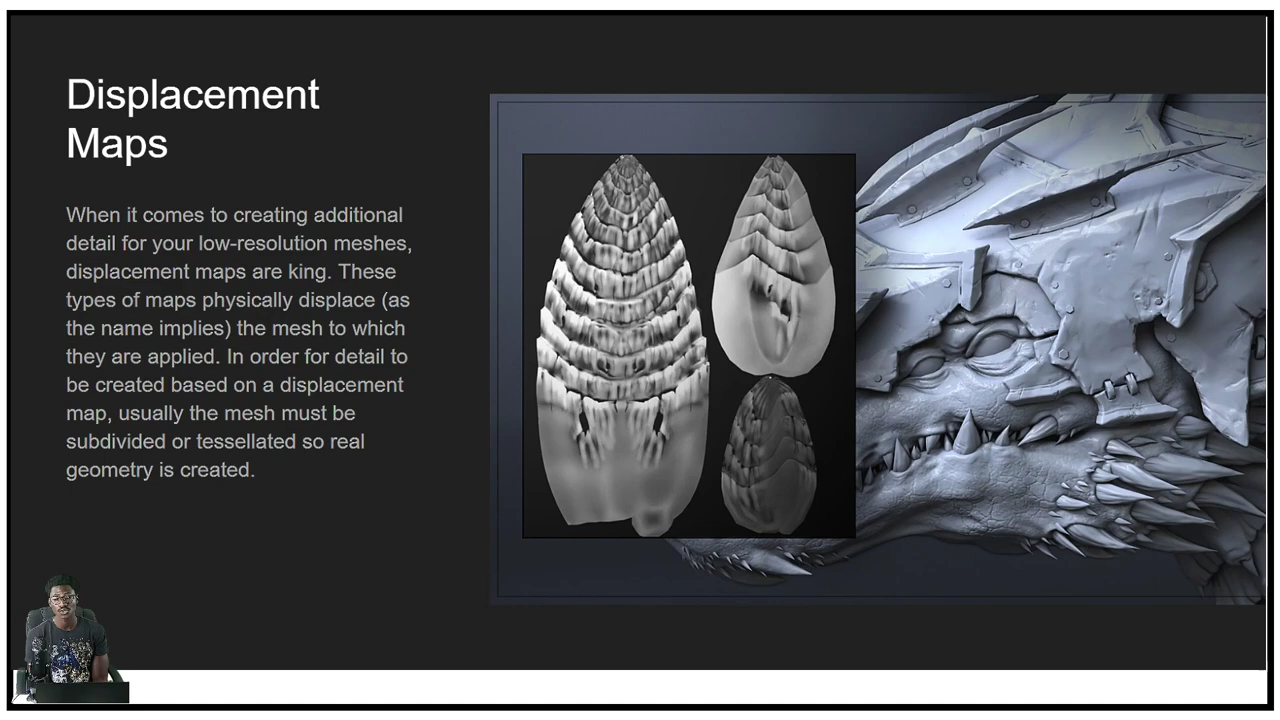 Displacement
Maps
When it comes to creating additional
detail for your low-resolution meshes,
displacement maps are king. These
types of maps physically displace (as
the name implies) the mesh to which
they are applied. In order for detail to
be created based on a displacement
map, usually the mesh must be
subdivided or tessellated so real
geometry is created.